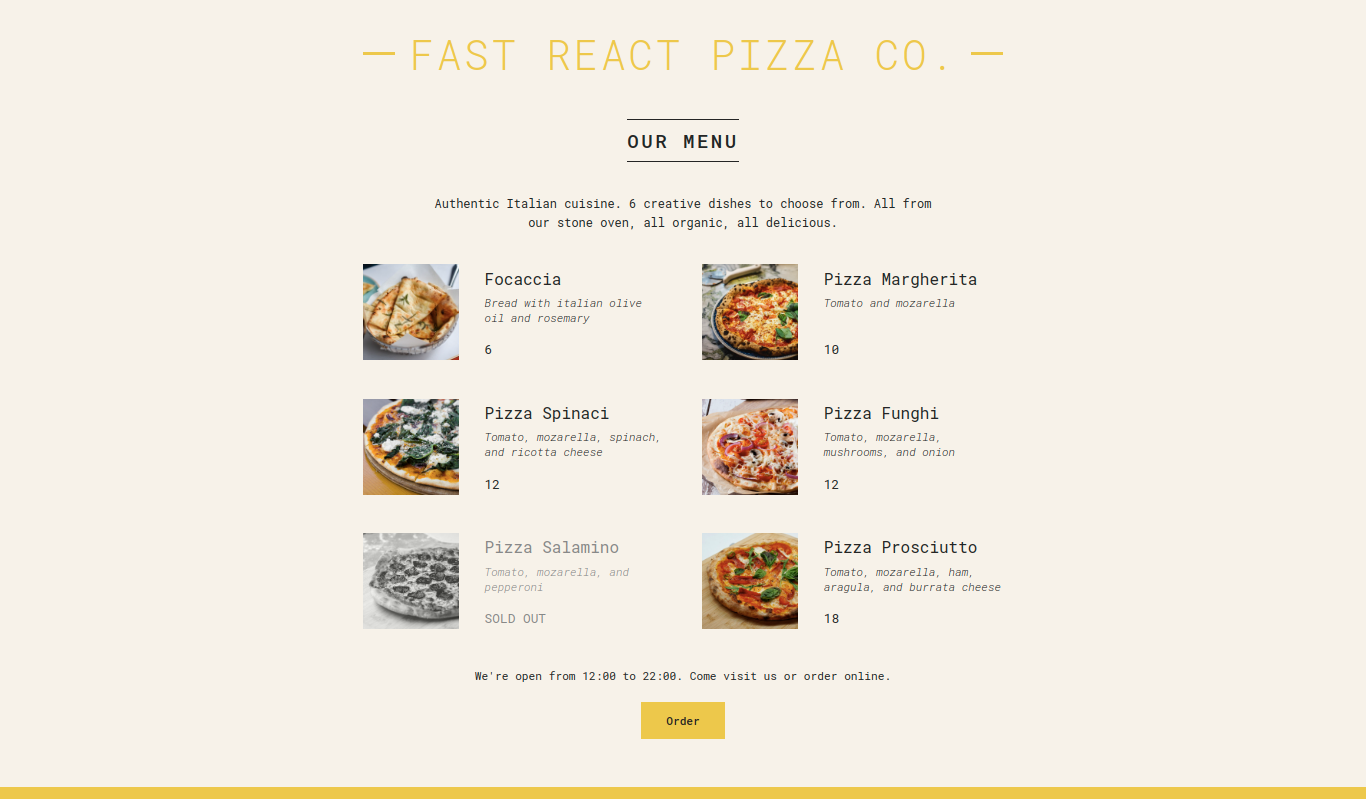 FAST REACT PIZZA CO.
OUR MENU
Authentic Italian cuisine. 6 creative dishes to choose from. All from
our stone oven, all organic, all delicious.
Focaccia
Bread with italian olive
oil and rosemary
6
Pizza Margherita
Tomato and mozarella
10
Pizza Spinaci
Tomato, mozarella, spinach,
and ricotta cheese
12
Pizza Funghi
Tomato, mozarella,
mushrooms, and onion
12
Pizza Salamino
Tomato, mozarella, and
pepperoni
SOLD OUT
Pizza Prosciutto
Tomato, mozarella, ham,
aragula, and burrata cheese
18
We're open from 12:00 to 22:00. Come visit us or order online.
Order